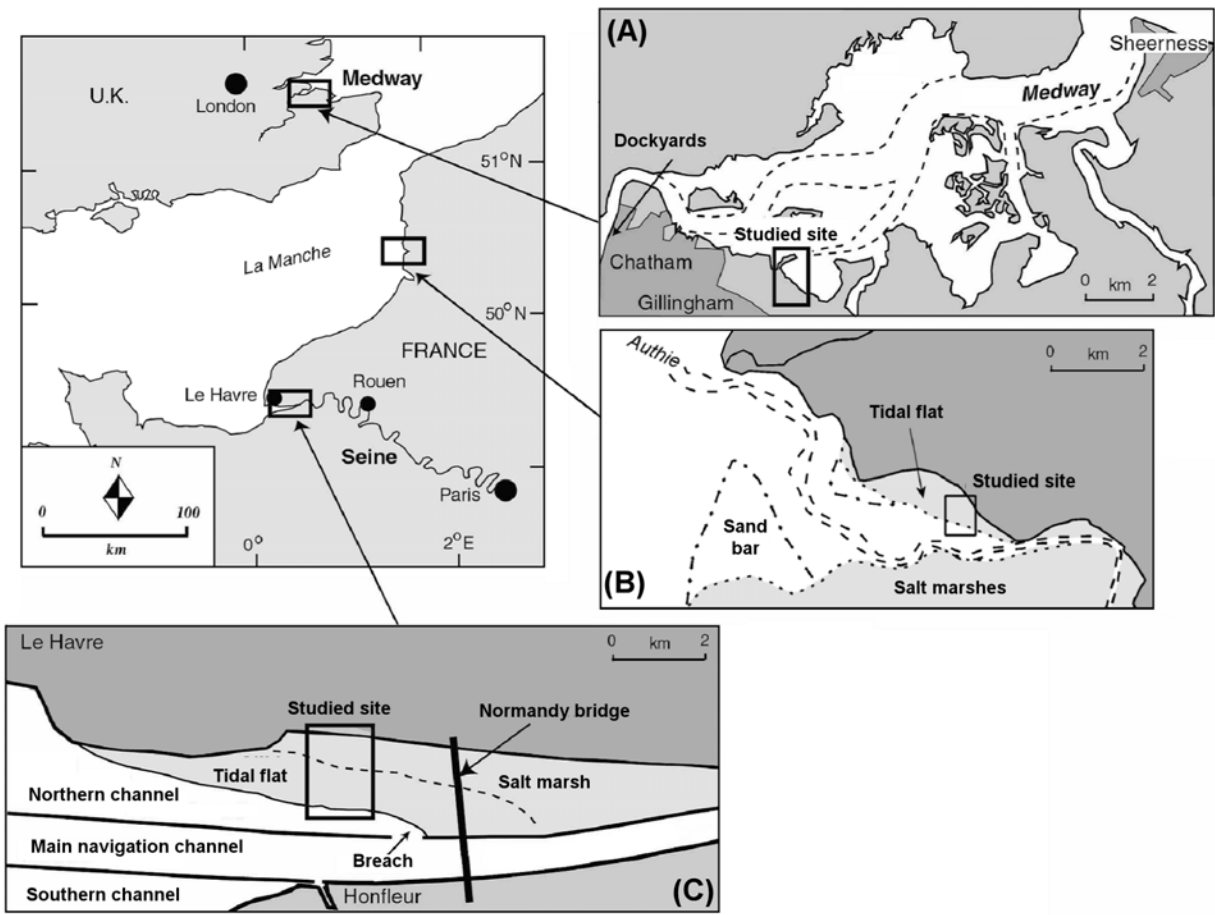 U.K.
London
Medway
51°N
La Manche
50°N
FRANCE
Le Havre
Rouen
Seine
Paris
N
0 100
km
0°
2°E
(A)
Sheerness
Medway
Dockyards
Studied site
Chatham
Gillingham
0 2
km
(B)
Authie
0 km 2
Tidal flat
Studied site
Sand
bar
Salt marshes
Le Havre
0 km 2
Studied site
Normandy bridge
Tidal flat
Salt marsh
Northern channel
Main navigation channel
Breach
Southern channel
Honfleur
(C)